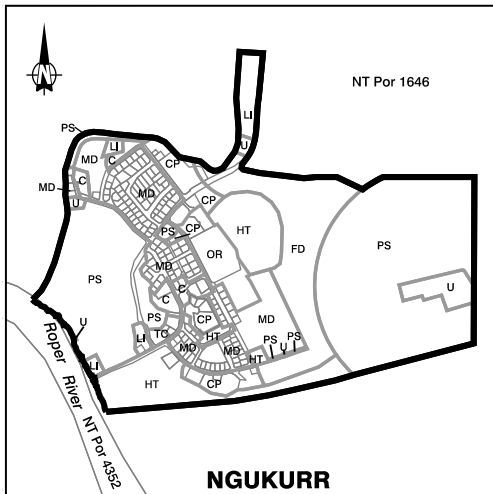 NT Por 1646
LI
U
PS
LI
MD
C
CP
C
MD
U
MD
CP
PS
CP
HT
OR
FD
PS
MD
PS
C
U
C
PS
CP
MD
U
TC
PS
PS
LI
HT
U
MD
MD
HT
LI
HT
CP
Roper River
NT Por 4352
NGUKURR